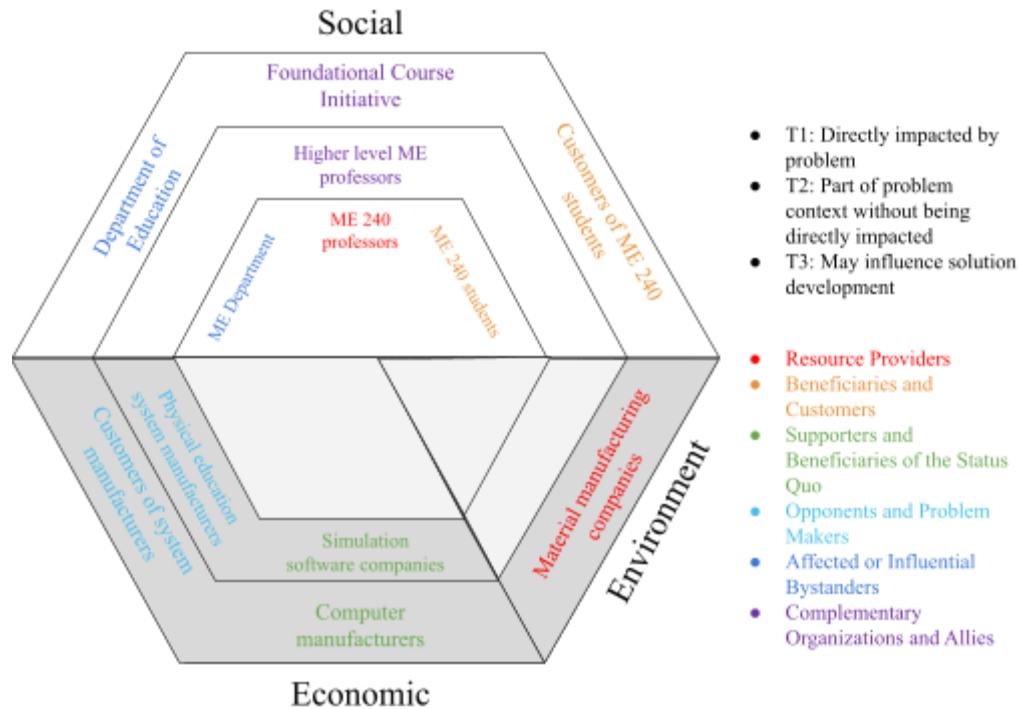 Social
Foundational Course
Initiative
Department of
Education
Customers of ME 240
students
Higher level ME
professors
ME 240
professors
ME Department
ME 240 students
Physical education
system manufacturers
Customers of system
manufacturers
Simulation
software companies
Computer
manufacturers
Material manufacturing
companies
Environment
Economic
● T1: Directly impacted by
problem
● T2: Part of problem
context without being
directly impacted
● T3: May influence solution
development
● Resource Providers
● Beneficiaries and
Customers
● Supporters and
Beneficiaries of the Status
Quo
● Opponents and Problem
Makers
● Affected or Influential
Bystanders
● Complementary
Organizations and Allies